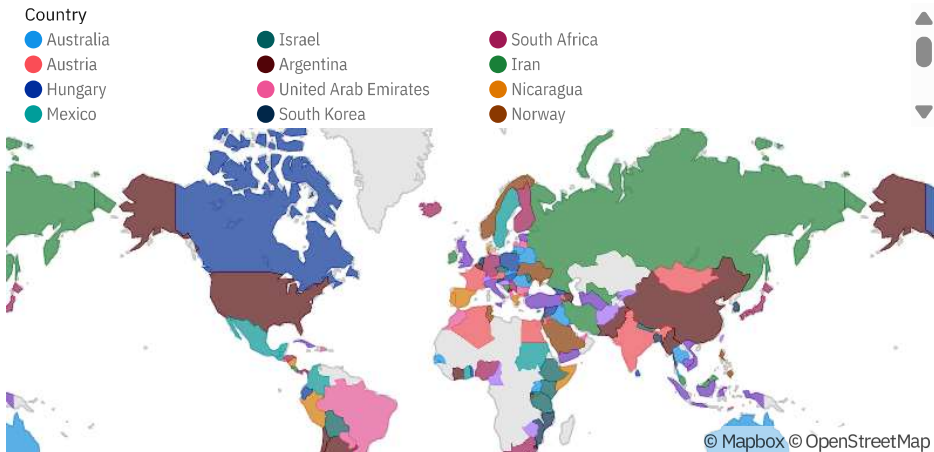 Country
Australia
Austria
Hungary
Mexico
Israel
Argentina
United Arab Emirates
South Korea
South Africa
Iran
Nicaragua
Norway
© Mapbox © OpenStreetMap